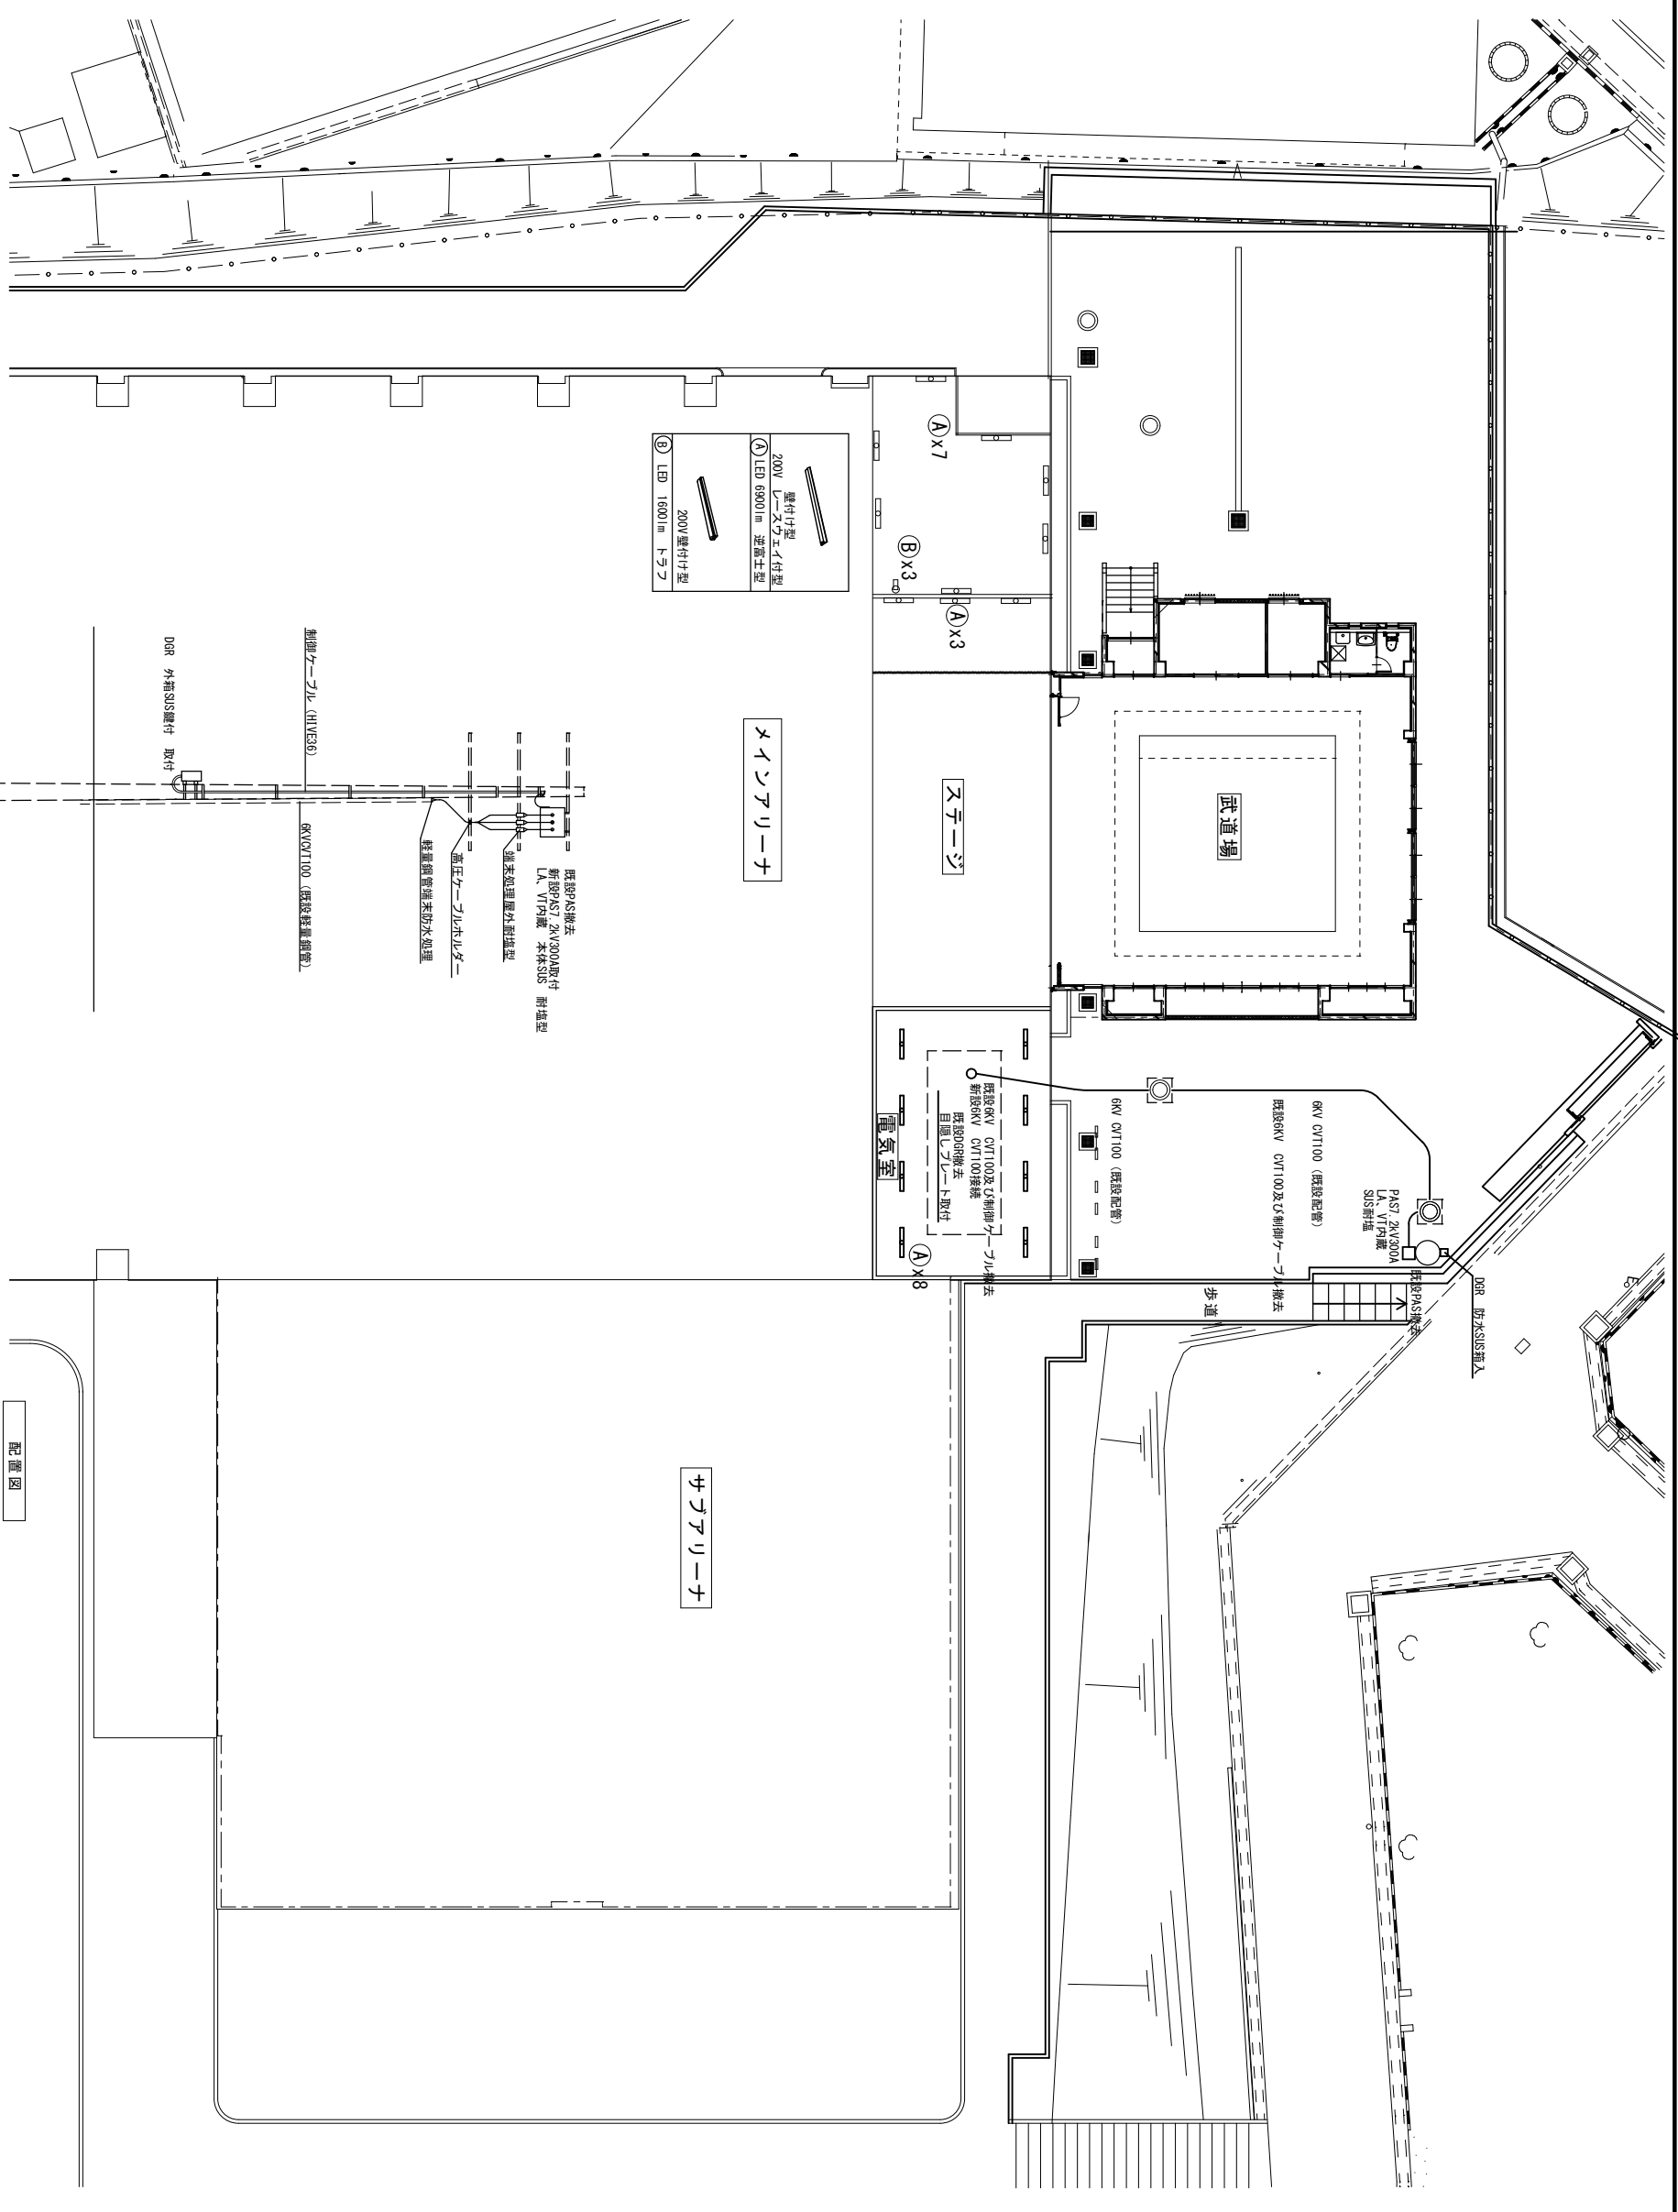 DGR 防水SUS箱入
既設PAS撤去
PAS7.2kV300A
LA、VT内蔵
SUS耐塩
6KV CVT100 (既設配管)
既設6KV CVT100及び制御ケーブル撤去
歩道
武道場
6KV CVT100 (既設配管)
既設6KV CVT100及び制御ケーブル撤去
新設6KV CVT100接続
既設DGR撤去
目隠しプレート取付
電気室
Ⓐx8
Ⓐx7
Ⓑx3
Ⓐx3
ステージ
壁付け型
200V レースウェイ付型
Ⓐ LED 6900lm 逆富士型
200V壁付け型
Ⓑ LED 1600lm トラフ
メインアリーナ
サブアリーナ
既設PAS撤去
新設PAS7.2kV300A取付
LA、VT内蔵 本体SUS 耐塩型
端末処理屋外耐塩型
高圧ケーブルホルダー
軽量鋼管端末防水処理
制御ケーブル (HIVE36)
6KVCVT100 (既設軽量鋼管)
DGR 外箱SUS鍵付 取付
配置図